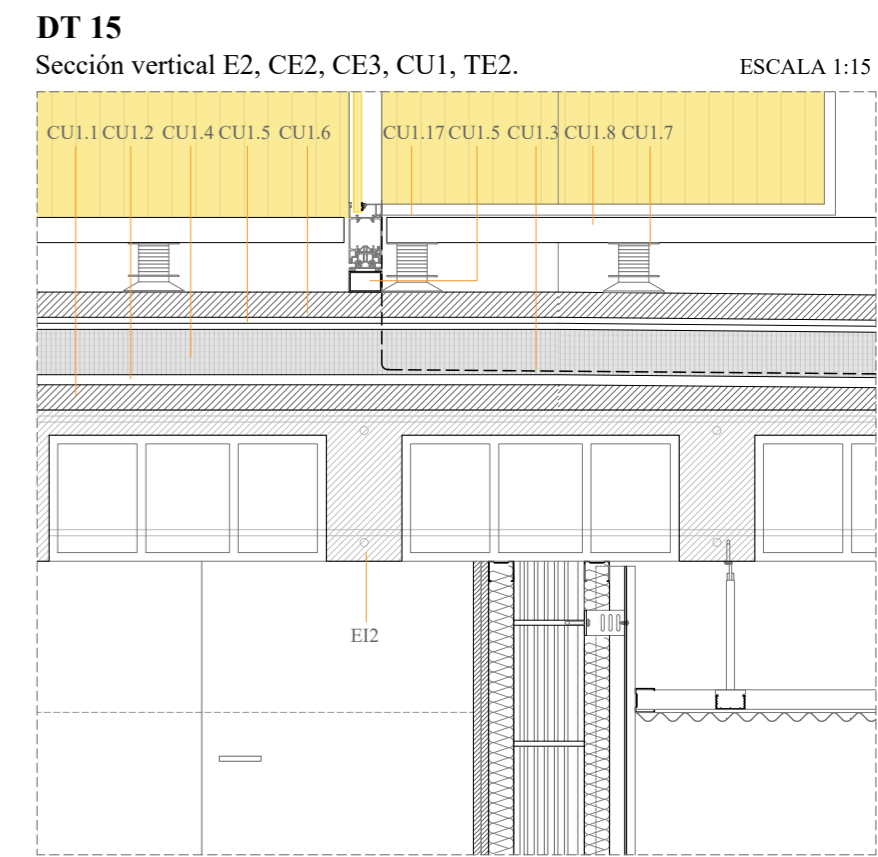 DT 15
Sección vertical E2, CE2, CE3, CU1, TE2. ESCALA 1:15
CU1.1 CU1.2 CU1.4 CU1.5 CU1.6 CU1.17 CU1.5 CU1.3 CU1.8 CU1.7
EI2